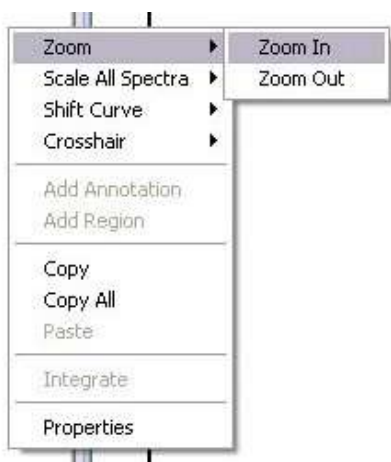 Zoom
Zoom In
Scale All Spectra
Zoom Out
Shift Curve
Crosshair
Add Annotation
Add Region
Copy
Copy All
Paste
Integrate
Properties